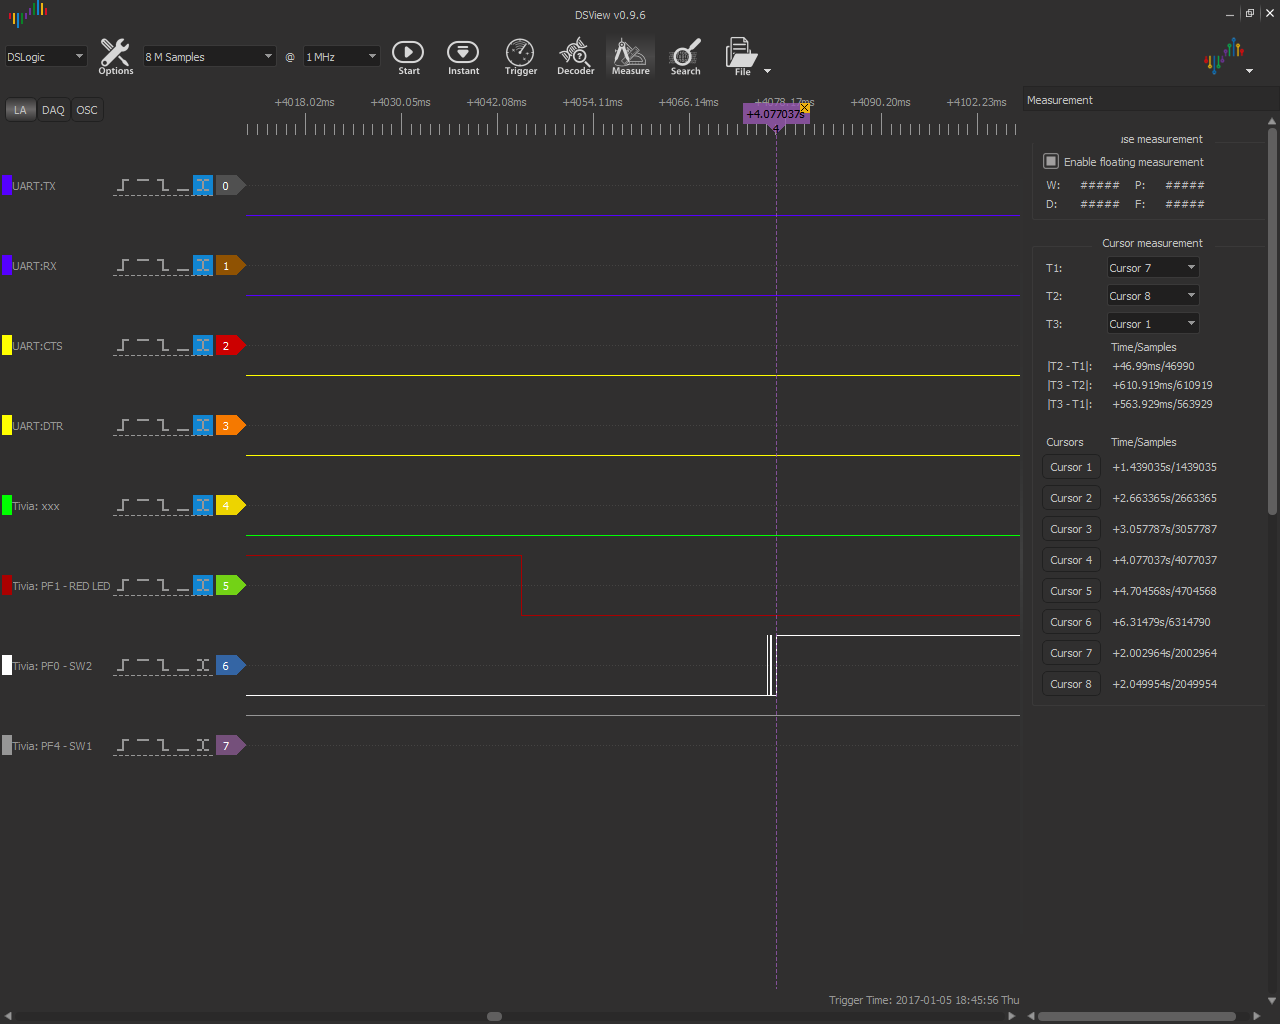 DSView v0.9.6
DSLogic
Options
8 M Samples
@
1 MHz
Start
Instant
Trigger
Decoder
Measure
Search
File
LA
DAQ
OSC
+4018.02ms +4030.05ms +4042.08ms +4054.11ms +4066.14ms +4078.17ms +4090.20ms +4102.23ms
+4.077037s
4
Measurement
use measurement
Enable floating measurement
W: ##### P: #####
D: ##### F: #####
Cursor measurement
T1: Cursor 7
T2: Cursor 8
T3: Cursor 1
Time/Samples
|T2 - T1|: +46.99ms/46990
|T3 - T2|: +610.919ms/610919
|T3 - T1|: +563.929ms/563929
Cursors Time/Samples
Cursor 1 +1.439035s/1439035
Cursor 2 +2.663365s/2663365
Cursor 3 +3.057787s/3057787
Cursor 4 +4.077037s/4077037
Cursor 5 +4.704568s/4704568
Cursor 6 +6.31479s/6314790
Cursor 7 +2.002964s/2002964
Cursor 8 +2.049954s/2049954
UART:TX 0
UART:RX 1
UART:CTS 2
UART:DTR 3
Tivia: xxx 4
Tivia: PF1 - RED LED 5
Tivia: PF0 - SW2 6
Tivia: PF4 - SW1 7
Trigger Time: 2017-01-05 18:45:56 Thu